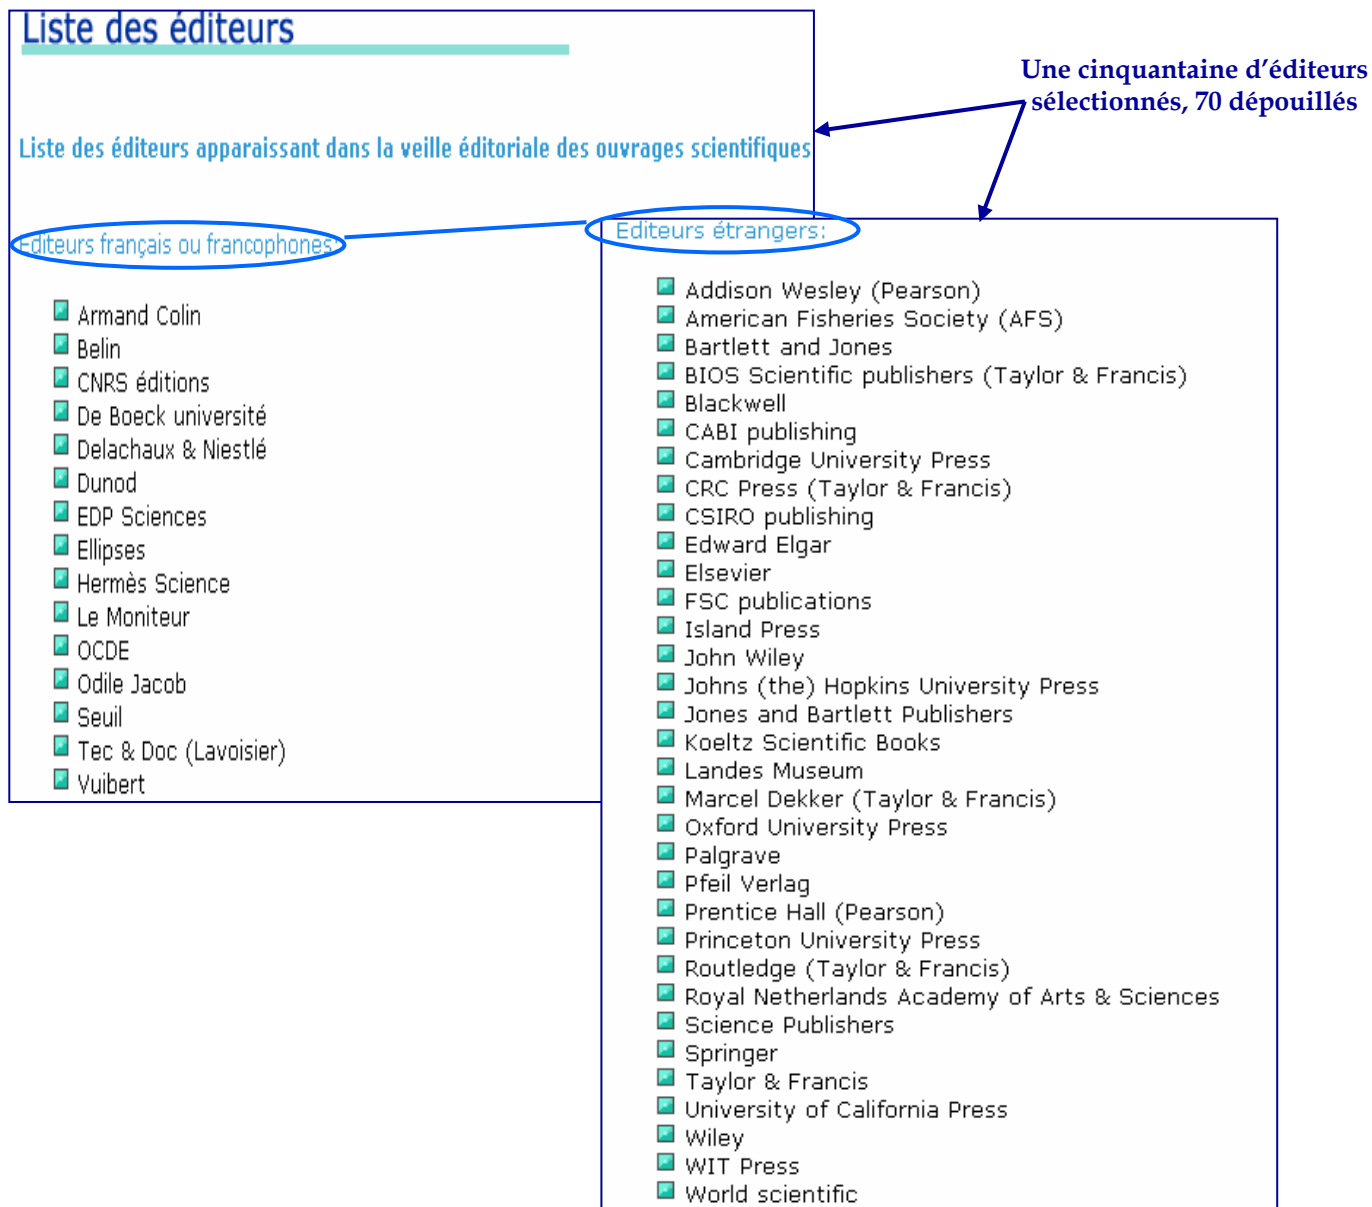 Liste des éditeurs
Une cinquantaine d’éditeurs
sélectionnés, 70 dépouillés
Liste des éditeurs apparaissant dans la veille éditoriale des ouvrages scientifiques
Editeurs français ou francophones:
Armand Colin
Belin
CNRS éditions
De Boeck université
Delachaux & Niestlé
Dunod
EDP Sciences
Ellipses
Hermès Science
Le Moniteur
OCDE
Odile Jacob
Seuil
Tec & Doc (Lavoisier)
Vuibert
Editeurs étrangers:
Addison Wesley (Pearson)
American Fisheries Society (AFS)
Bartlett and Jones
BIOS Scientific publishers (Taylor & Francis)
Blackwell
CABI publishing
Cambridge University Press
CRC Press (Taylor & Francis)
CSIRO publishing
Edward Elgar
Elsevier
FSC publications
Island Press
John Wiley
Johns (the) Hopkins University Press
Jones and Bartlett Publishers
Koeltz Scientific Books
Landes Museum
Marcel Dekker (Taylor & Francis)
Oxford University Press
Palgrave
Pfeil Verlag
Prentice Hall (Pearson)
Princeton University Press
Routledge (Taylor & Francis)
Royal Netherlands Academy of Arts & Sciences
Science Publishers
Springer
Taylor & Francis
University of California Press
Wiley
WIT Press
World scientific